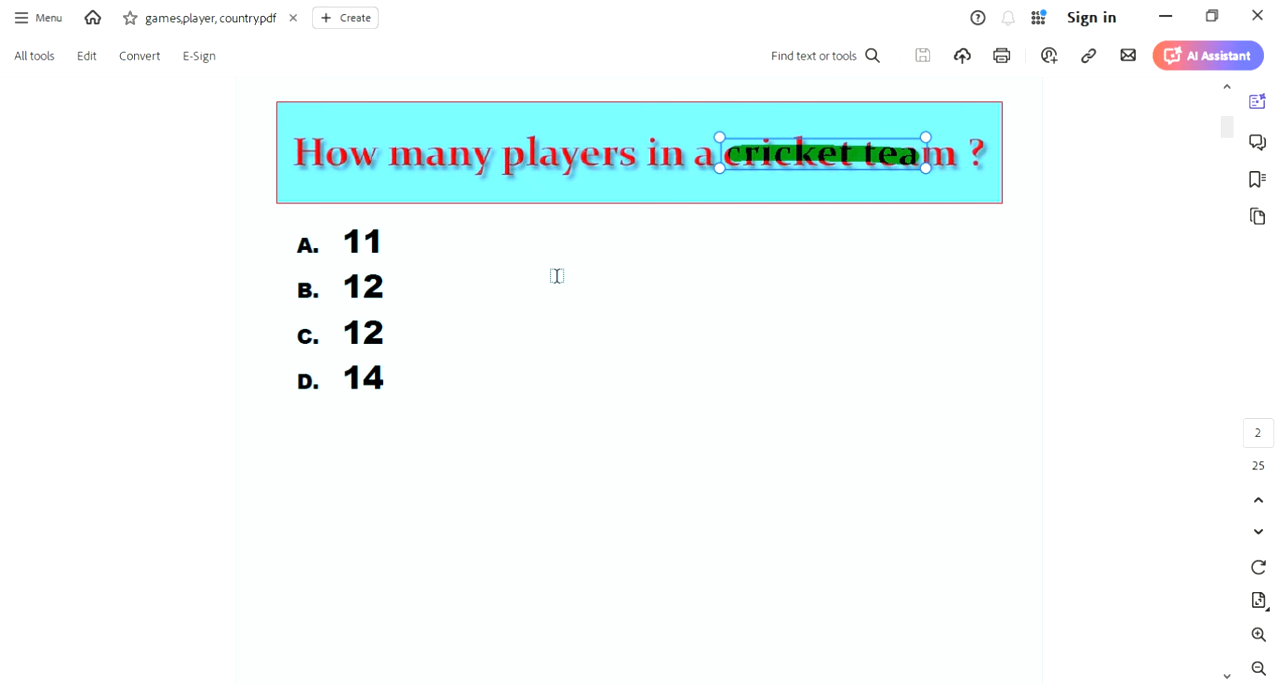 Menu
games,player, country.pdf
Create
Sign in
All tools
Edit
Convert
E-Sign
Find text or tools
AI Assistant
How many players in a cricket team ?
A. 11
B. 12
C. 12
D. 14
2
25